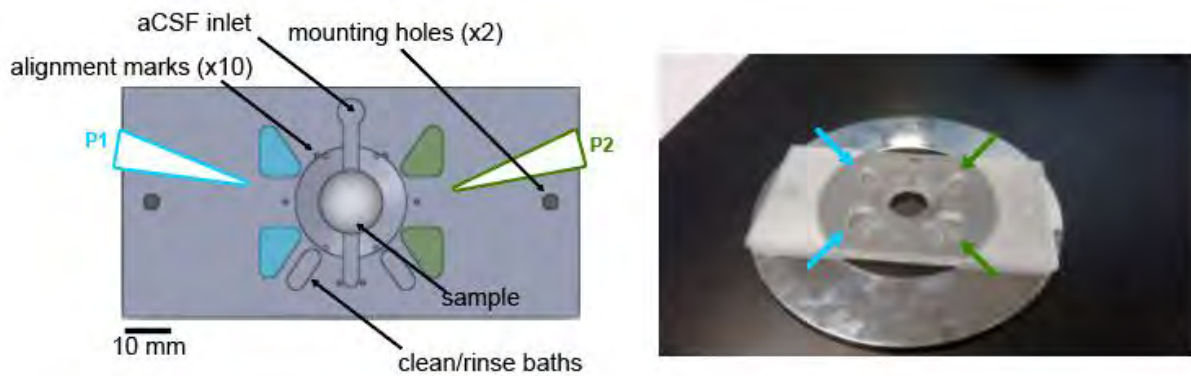 aCSF inlet
mounting holes (x2)
alignment marks (x10)
P1
P2
sample
10 mm
clean/rinse baths